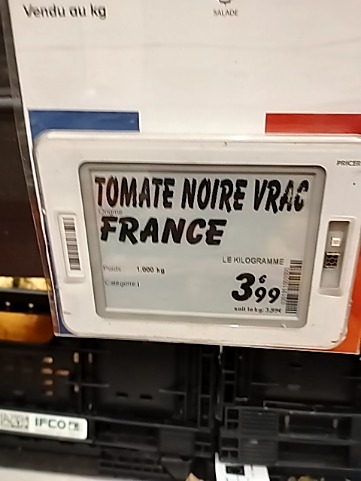 Vendu au kg
SALADE
PRICER
TOMATE NOIRE VRAC
Origine
FRANCE
LE KILOGRAMME
Poids 1.000 kg
Catégorie I
3€99
soit le kg: 3,99€
IFCO